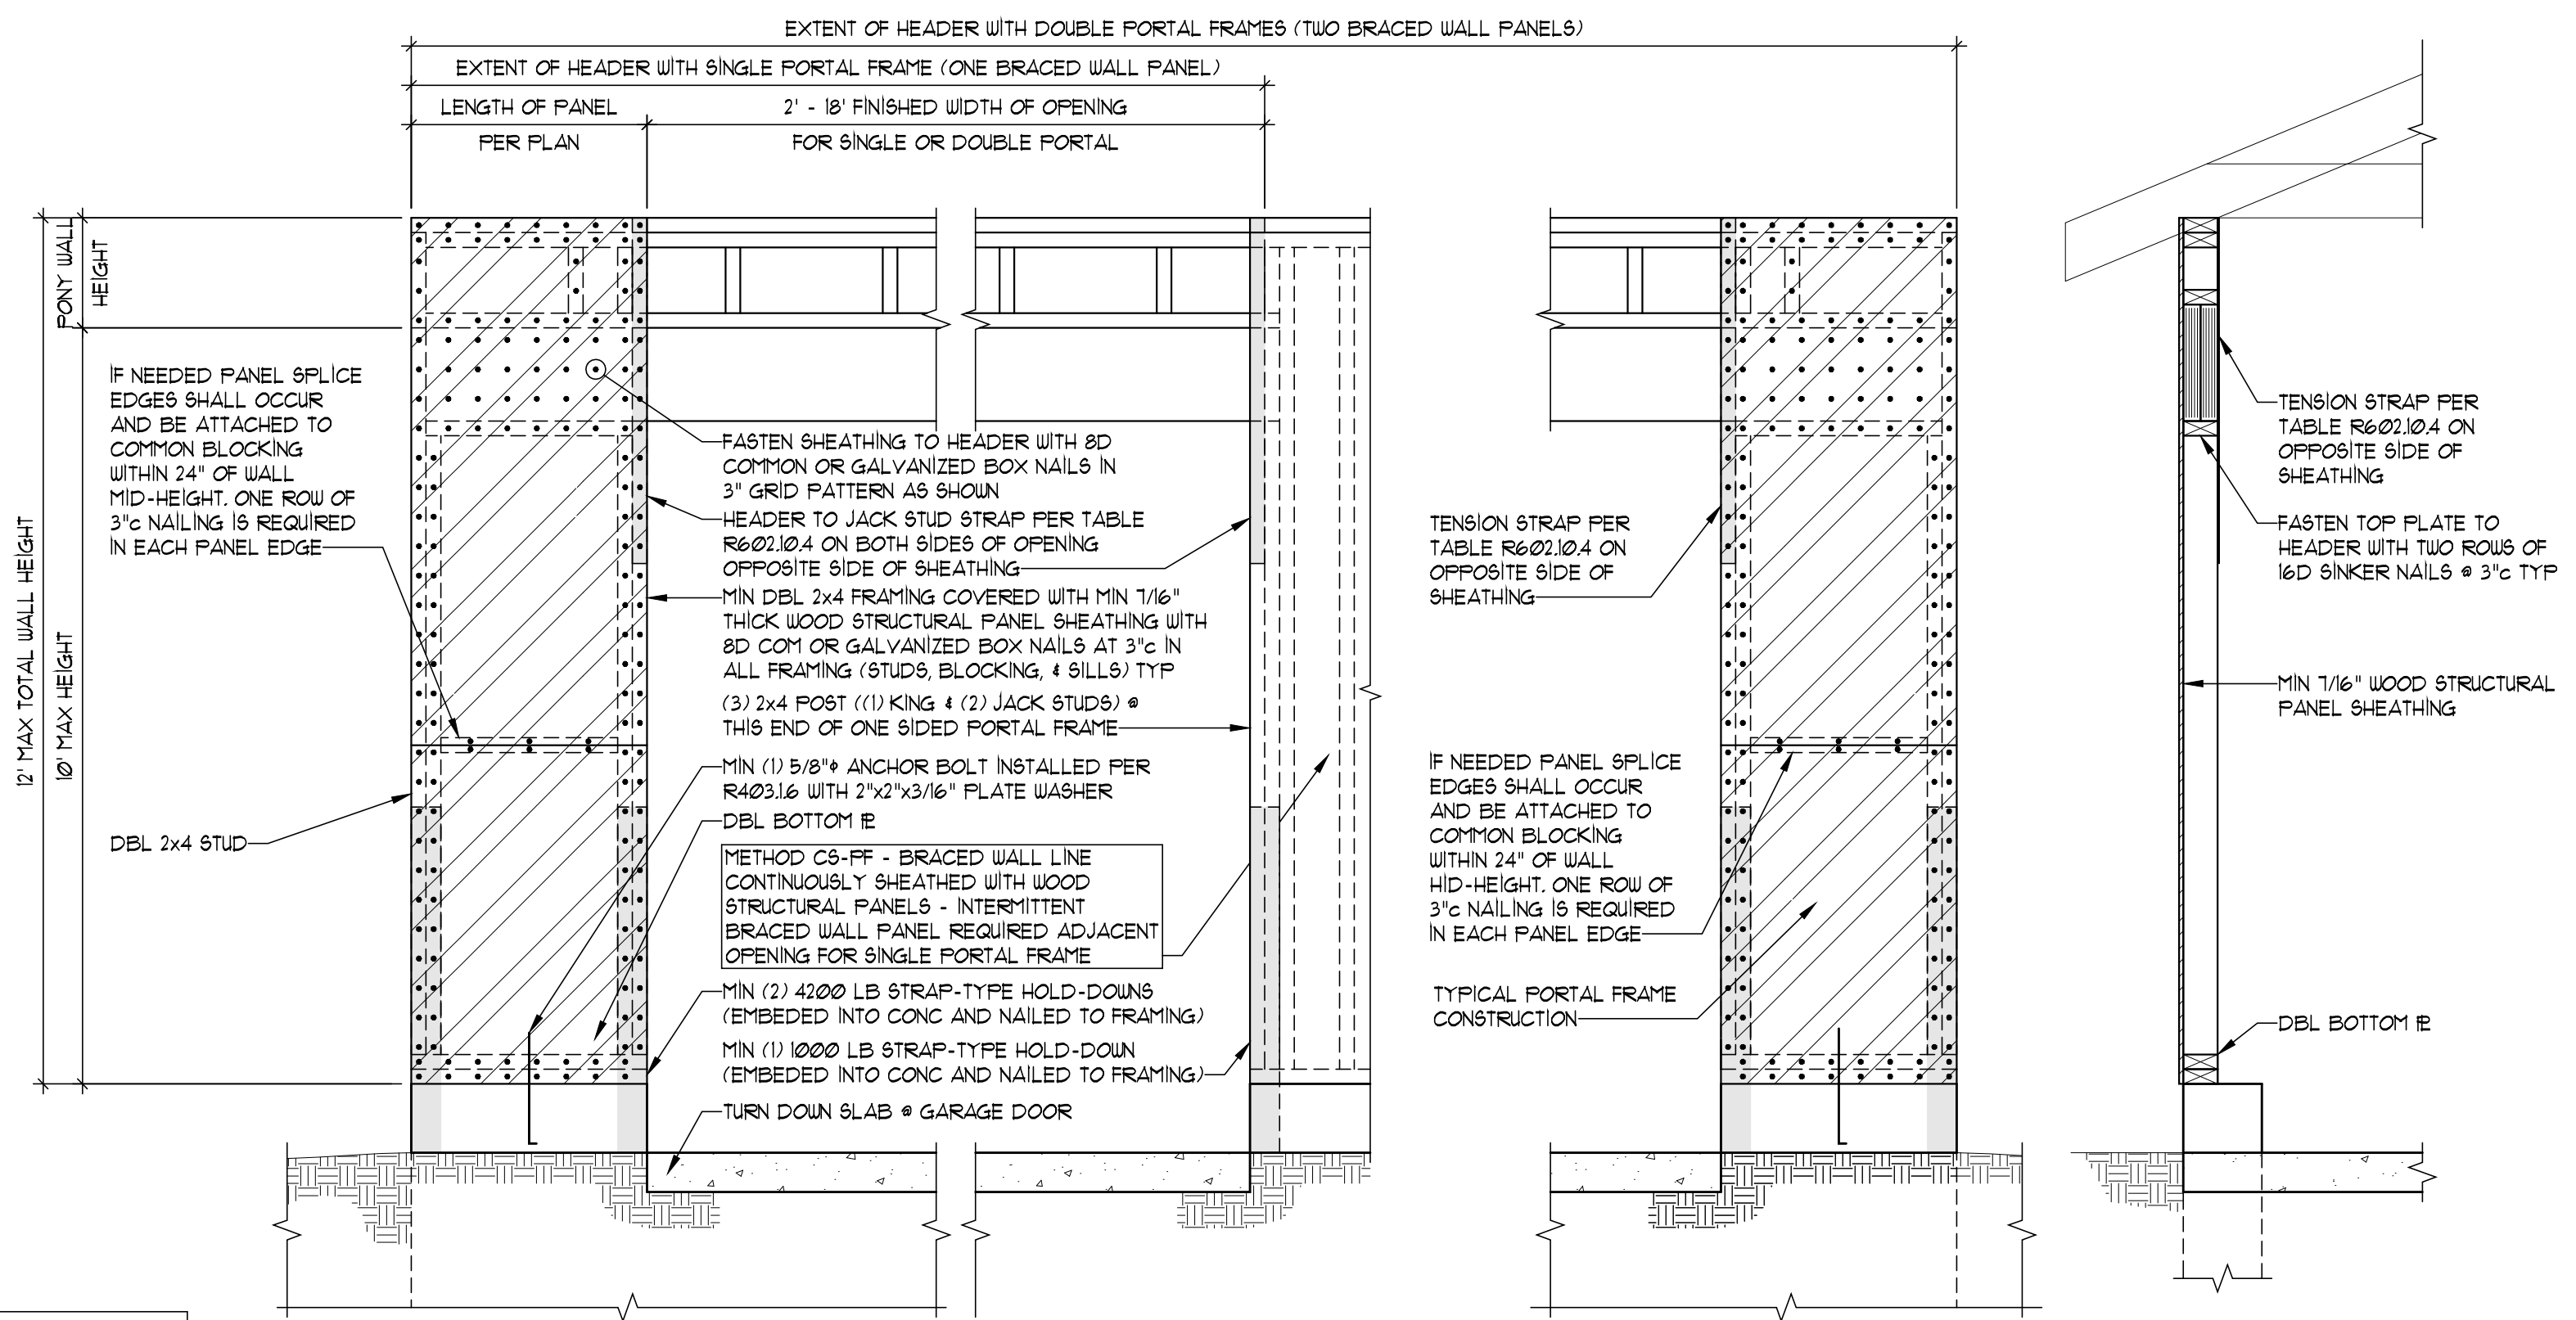 EXTENT OF HEADER WITH DOUBLE PORTAL FRAMES (TWO BRACED WALL PANELS)
EXTENT OF HEADER WITH SINGLE PORTAL FRAME (ONE BRACED WALL PANEL)
LENGTH OF PANEL
PER PLAN
2' - 18' FINISHED WIDTH OF OPENING
FOR SINGLE OR DOUBLE PORTAL
PONY WALL
HEIGHT
12' MAX TOTAL WALL HEIGHT
10' MAX HEIGHT
IF NEEDED PANEL SPLICE
EDGES SHALL OCCUR
AND BE ATTACHED TO
COMMON BLOCKING
WITHIN 24" OF WALL
MID-HEIGHT. ONE ROW OF
3"c NAILING IS REQUIRED
IN EACH PANEL EDGE
DBL 2x4 STUD
FASTEN SHEATHING TO HEADER WITH 8D
COMMON OR GALVANIZED BOX NAILS IN
3" GRID PATTERN AS SHOWN
HEADER TO JACK STUD STRAP PER TABLE
R602.10.4 ON BOTH SIDES OF OPENING
OPPOSITE SIDE OF SHEATHING
MIN DBL 2x4 FRAMING COVERED WITH MIN 7/16"
THICK WOOD STRUCTURAL PANEL SHEATHING WITH
8D COM OR GALVANIZED BOX NAILS AT 3"c IN
ALL FRAMING (STUDS, BLOCKING, & SILLS) TYP
(3) 2x4 POST ((1) KING & (2) JACK STUDS) @
THIS END OF ONE SIDED PORTAL FRAME
MIN (1) 5/8"φ ANCHOR BOLT INSTALLED PER
R403.1.6 WITH 2"x2"x3/16" PLATE WASHER
DBL BOTTOM ⅊
METHOD CS-PF - BRACED WALL LINE
CONTINUOUSLY SHEATHED WITH WOOD
STRUCTURAL PANELS - INTERMITTENT
BRACED WALL PANEL REQUIRED ADJACENT
OPENING FOR SINGLE PORTAL FRAME
MIN (2) 4200 LB STRAP-TYPE HOLD-DOWNS
(EMBEDED INTO CONC AND NAILED TO FRAMING)
MIN (1) 1000 LB STRAP-TYPE HOLD-DOWN
(EMBEDED INTO CONC AND NAILED TO FRAMING)
TURN DOWN SLAB @ GARAGE DOOR
TENSION STRAP PER
TABLE R602.10.4 ON
OPPOSITE SIDE OF
SHEATHING
IF NEEDED PANEL SPLICE
EDGES SHALL OCCUR
AND BE ATTACHED TO
COMMON BLOCKING
WITHIN 24" OF WALL
HID-HEIGHT. ONE ROW OF
3"c NAILING IS REQUIRED
IN EACH PANEL EDGE
TYPICAL PORTAL FRAME
CONSTRUCTION
TENSION STRAP PER
TABLE R602.10.4 ON
OPPOSITE SIDE OF
SHEATHING
FASTEN TOP PLATE TO
HEADER WITH TWO ROWS OF
16D SINKER NAILS @ 3"c TYP
MIN 7/16" WOOD STRUCTURAL
PANEL SHEATHING
DBL BOTTOM ⅊